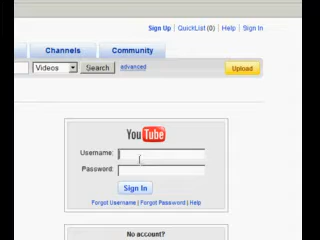 Sign Up | QuickList (0) | Help | Sign In
Channels Community
Videos Search advanced Upload
YouTube
Username:
Password:
Sign In
Forgot Username | Forgot Password | Help
No account?